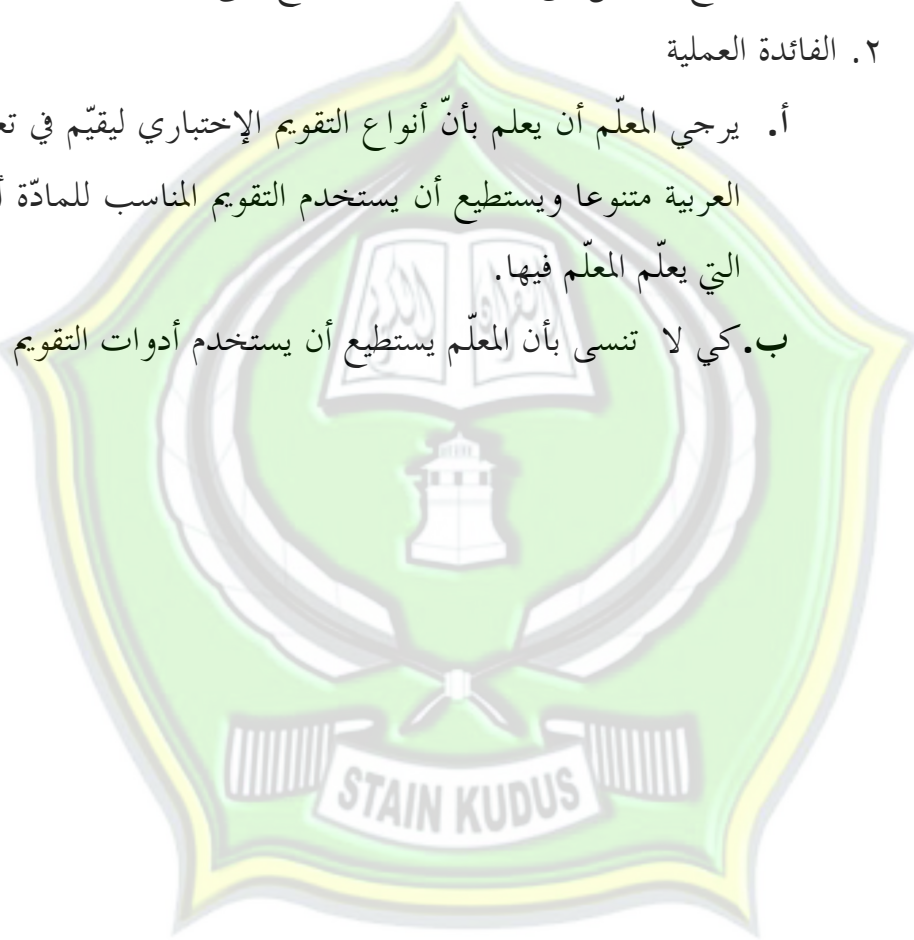 ٢. الفائدة العملية
أ. يرجي المعلّم أن يعلم بأنّ أنواع التقويم الإختباري ليقيّم في
العربية متنوعا ويستطيع أن يستخدم التقويم المناسب للمادّة
التي يعلّم المعلّم فيها.
ب.كي لا تنسى بأن المعلّم يستطيع أن يستخدم أدوات التقويم
STAIN KUDUS